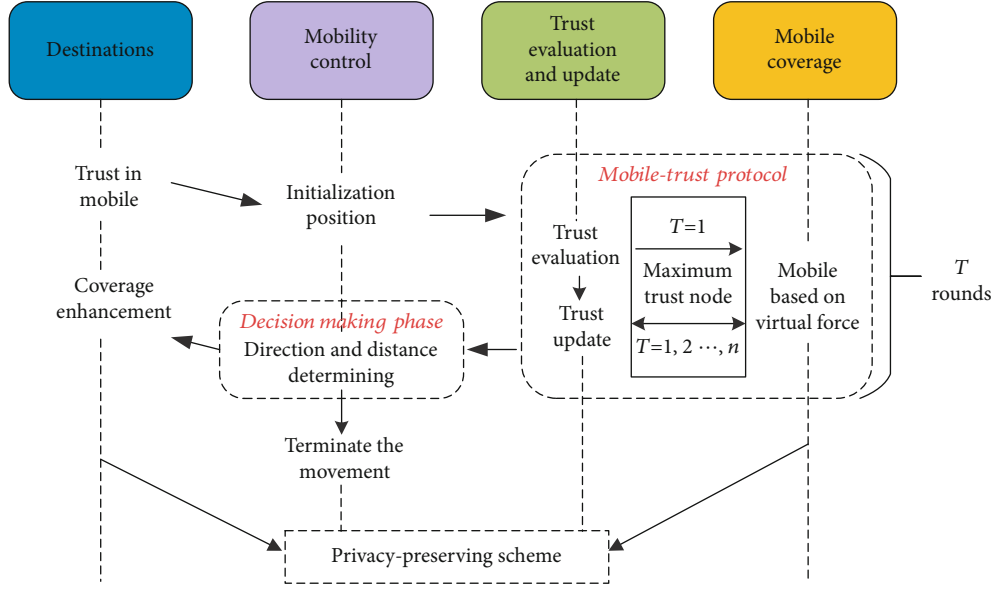 Destinations
Mobility
control
Trust
evaluation
and update
Mobile
coverage
Trust in
mobile
Initialization
position
Mobile-trust protocol
T=1
Trust
evaluation
Maximum
trust node
Trust
update
T=1, 2 ···, n
Mobile
based on
virtual force
T
rounds
Coverage
enhancement
Decision making phase
Direction and distance
determining
Terminate the
movement
Privacy-preserving scheme